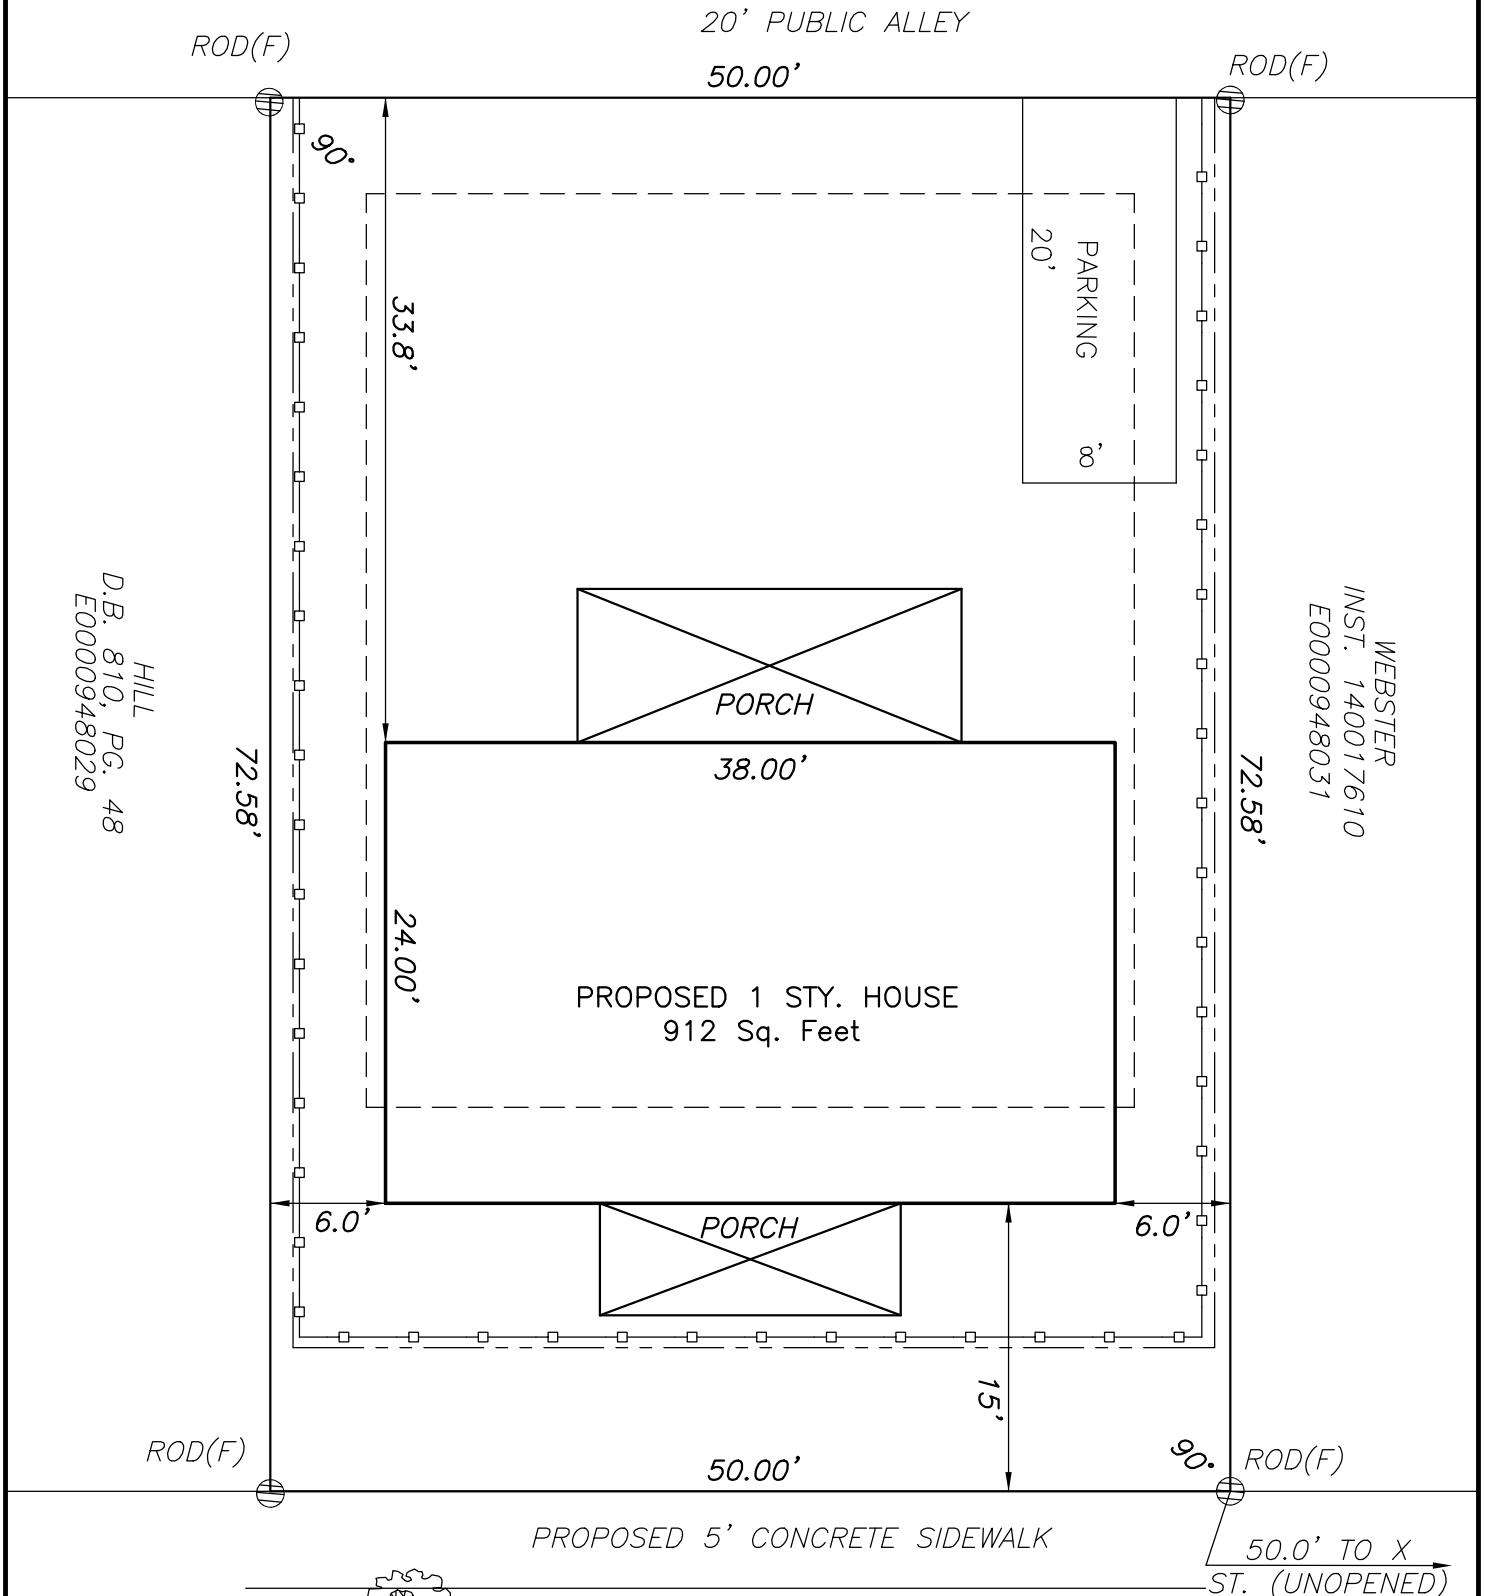 20' PUBLIC ALLEY
ROD(F)
50.00'
ROD(F)
90°
33.8'
PARKING
20'
8'
PORCH
38.00'
HILL
D.B. 810, PG. 48
E0000948029
72.58'
WEBSTER
INST. 140017610
E0000948031
72.58'
24.00'
PROPOSED 1 STY. HOUSE
912 Sq. Feet
6.0'
PORCH
6.0'
15'
ROD(F)
50.00'
90°
ROD(F)
PROPOSED 5' CONCRETE SIDEWALK
50.0' TO X
ST. (UNOPENED)